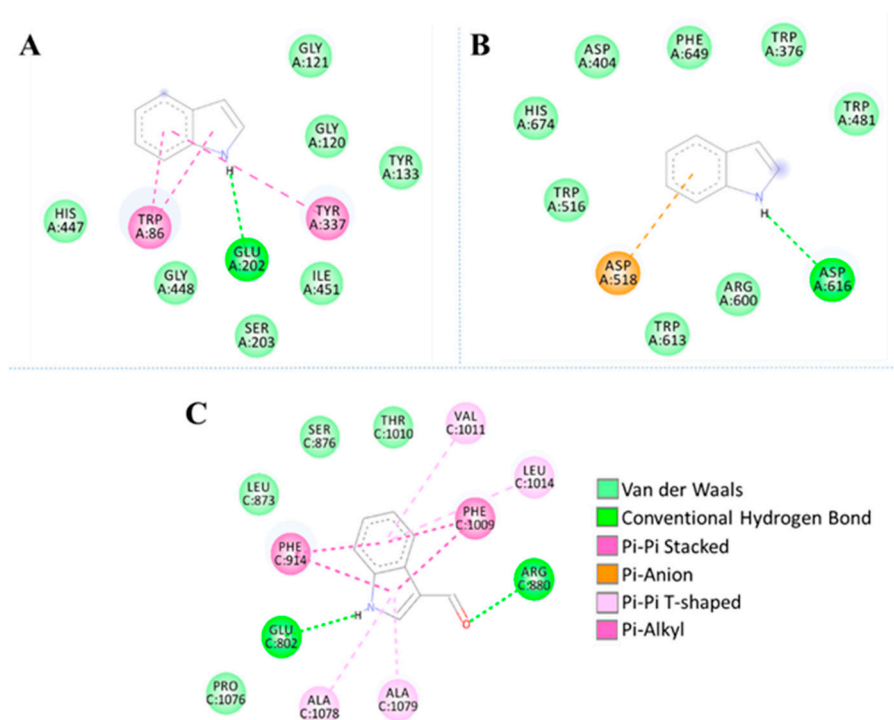 A
GLY
A:121
GLY
A:120
TYR
A:133
N
H
HIS
A:447
TRP
A:86
TYR
A:337
GLU
A:202
GLY
A:448
ILE
A:451
SER
A:203
B
ASP
A:404
PHE
A:649
TRP
A:376
HIS
A:674
TRP
A:481
TRP
A:516
N
H
ASP
A:518
ARG
A:600
ASP
A:616
TRP
A:613
C
SER
C:876
THR
C:1010
VAL
C:1011
LEU
C:1014
LEU
C:873
PHE
C:1009
PHE
C:914
ARG
C:880
N
H
O
GLU
C:802
PRO
C:1076
ALA
C:1078
ALA
C:1079
Van der Waals
Conventional Hydrogen Bond
Pi-Pi Stacked
Pi-Anion
Pi-Pi T-shaped
Pi-Alkyl